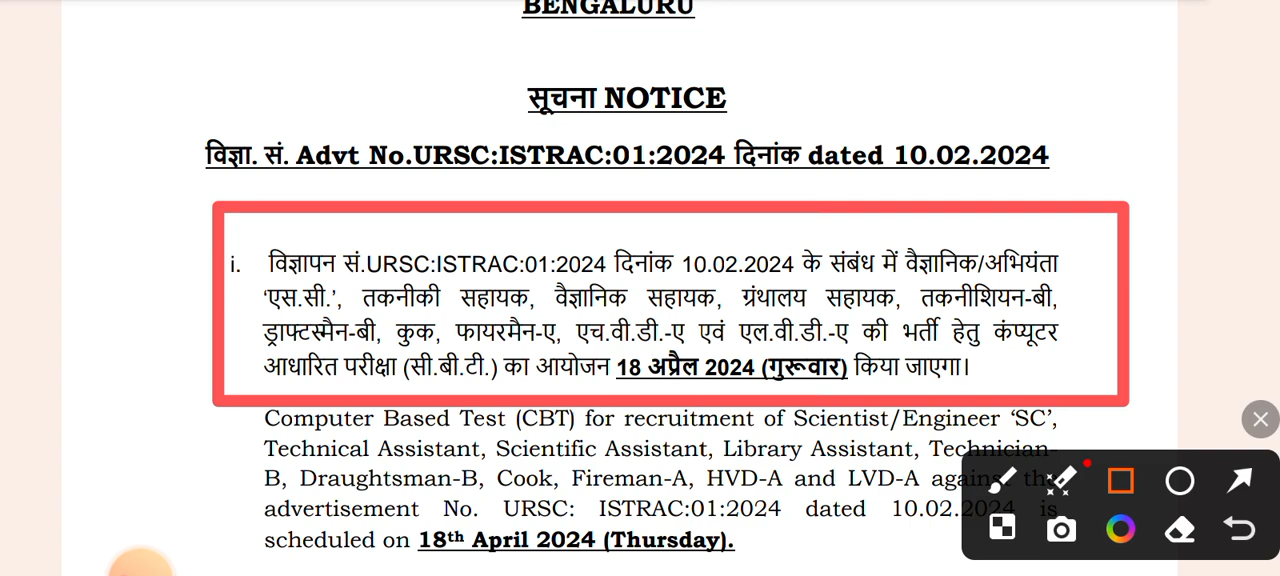 BENGALURU
सूचना NOTICE
विज्ञा. सं. Advt No.URSC:ISTRAC:01:2024 दिनांक dated 10.02.2024
i. विज्ञापन सं.URSC:ISTRAC:01:2024 दिनांक 10.02.2024 के संबंध में वैज्ञानिक/अभियंता
‘एस.सी.’, तकनीकी सहायक, वैज्ञानिक सहायक, ग्रंथालय सहायक, तकनीशियन-बी,
ड्राफ्टस्मैन-बी, कुक, फायरमैन-ए, एच.वी.डी.-ए एवं एल.वी.डी.-ए की भर्ती हेतु कंप्यूटर
आधारित परीक्षा (सी.बी.टी.) का आयोजन 18 अप्रैल 2024 (गुरूवार) किया जाएगा।
Computer Based Test (CBT) for recruitment of Scientist/Engineer ‘SC’,
Technical Assistant, Scientific Assistant, Library Assistant, Technician-
B, Draughtsman-B, Cook, Fireman-A, HVD-A and LVD-A against the
advertisement No. URSC: ISTRAC:01:2024 dated 10.02.2024 is
scheduled on 18th April 2024 (Thursday).